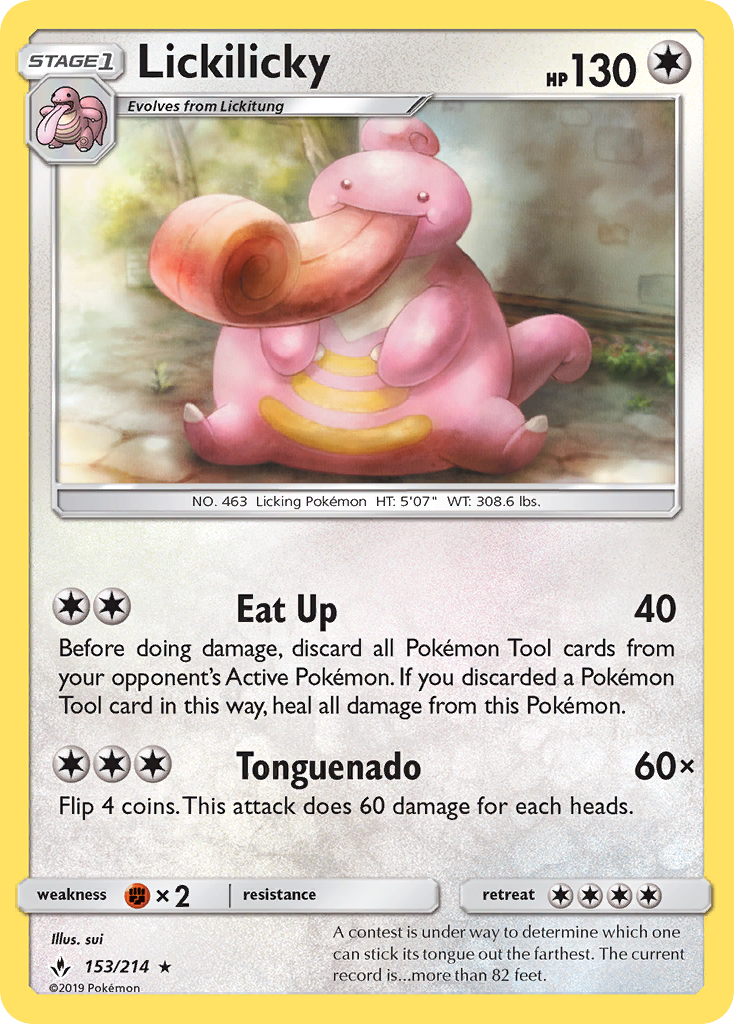 STAGE1
Lickilicky
HP 130
Evolves from Lickitung
NO. 463 Licking Pokémon HT: 5'07" WT: 308.6 lbs.
Eat Up 40
Before doing damage, discard all Pokémon Tool cards from
your opponent's Active Pokémon. If you discarded a Pokémon
Tool card in this way, heal all damage from this Pokémon.
Tonguenado 60×
Flip 4 coins. This attack does 60 damage for each heads.
weakness × 2 resistance retreat
Illus. sui
153/214 ★
©2019 Pokémon
A contest is under way to determine which one
can stick its tongue out the farthest. The current
record is...more than 82 feet.